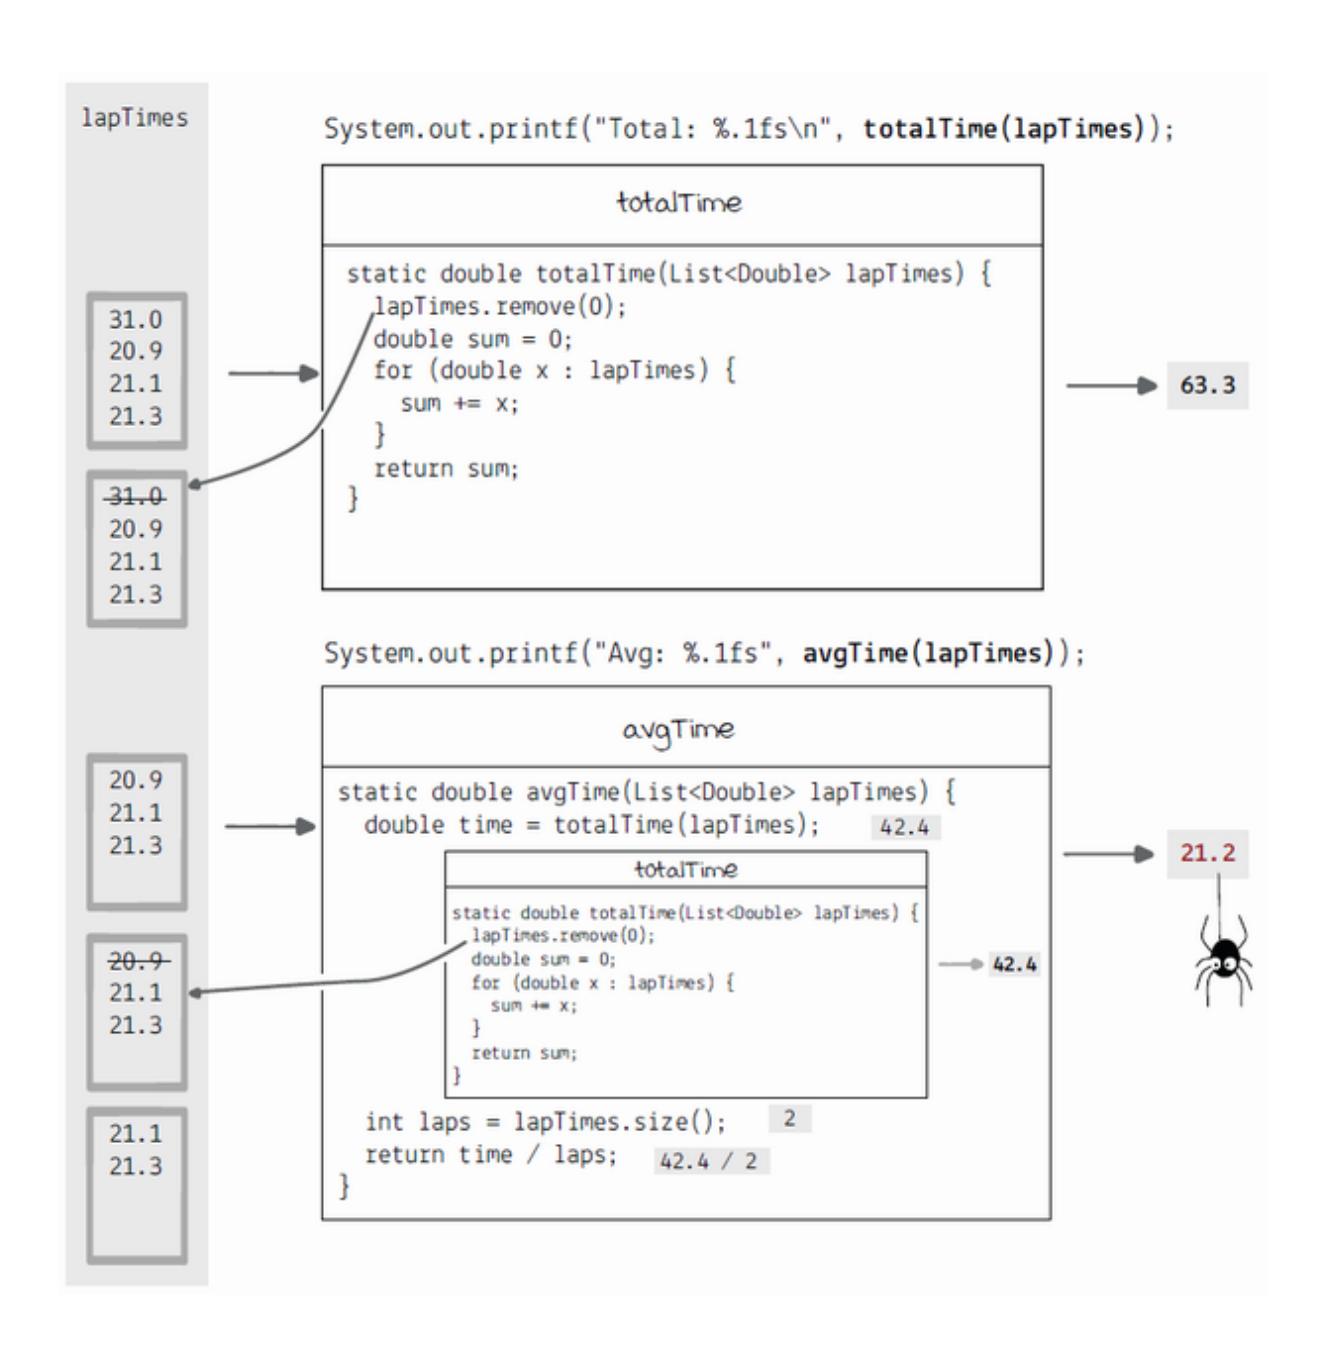 lapTimes
System.out.printf("Total: %.1fs\n", totalTime(lapTimes));
totalTime
static double totalTime(List<Double> lapTimes) {
lapTimes.remove(0);
double sum = 0;
for (double x : lapTimes) {
sum += x;
}
return sum;
}
31.0
20.9
21.1
21.3
63.3
31.0
20.9
21.1
21.3
System.out.printf("Avg: %.1fs", avgTime(lapTimes));
avgTime
static double avgTime(List<Double> lapTimes) {
double time = totalTime(lapTimes); 42.4
totalTime
static double totalTime(List<Double> lapTimes) {
lapTimes.remove(0);
double sum = 0;
for (double x : lapTimes) {
sum += x;
}
return sum;
}
42.4
int laps = lapTimes.size(); 2
return time / laps; 42.4 / 2
}
20.9
21.1
21.3
21.2
20.9
21.1
21.3
21.1
21.3